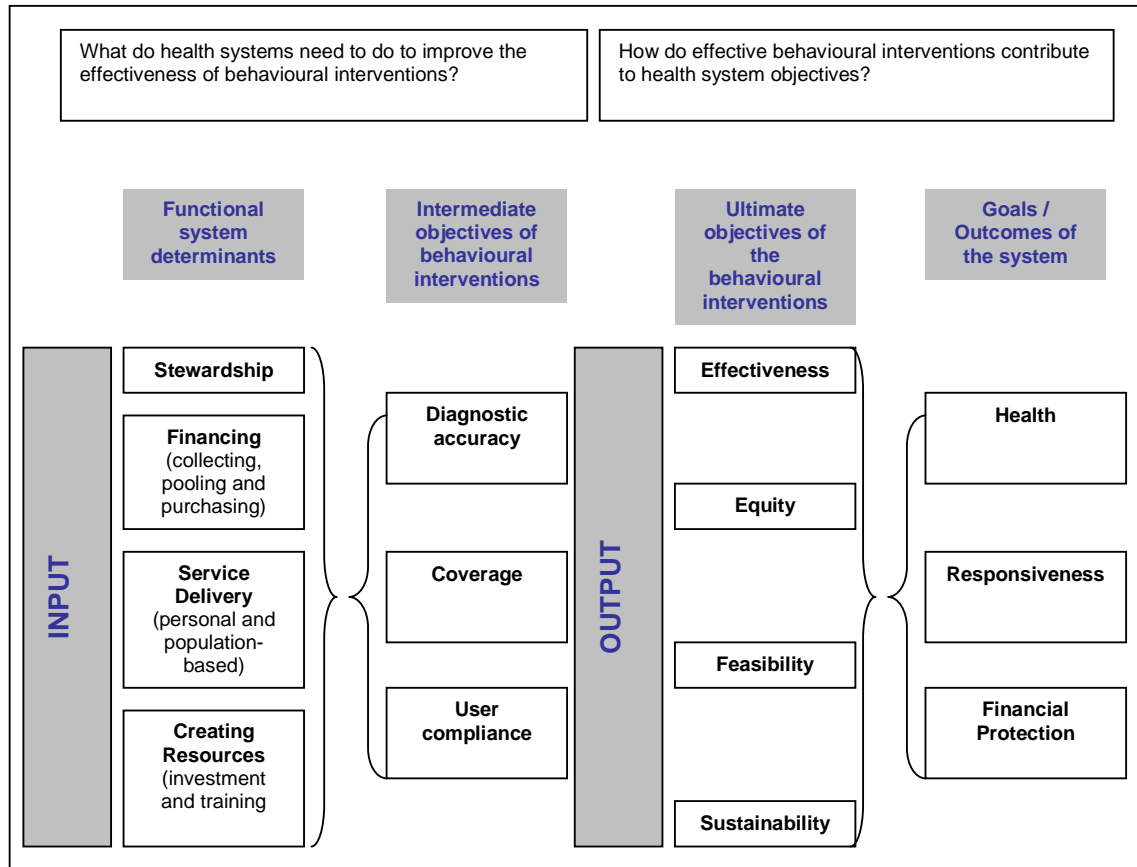 What do health systems need to do to improve the
effectiveness of behavioural interventions?
How do effective behavioural interventions contribute
to health system objectives?
Functional
system
determinants
Intermediate
objectives of
behavioural
interventions
Ultimate
objectives of
the
behavioural
interventions
Goals /
Outcomes of
the system
INPUT
Stewardship
Financing
(collecting,
pooling and
purchasing)
Service
Delivery
(personal and
population-
based)
Creating
Resources
(investment
and training
Diagnostic
accuracy
Coverage
User
compliance
OUTPUT
Effectiveness
Equity
Feasibility
Sustainability
Health
Responsiveness
Financial
Protection